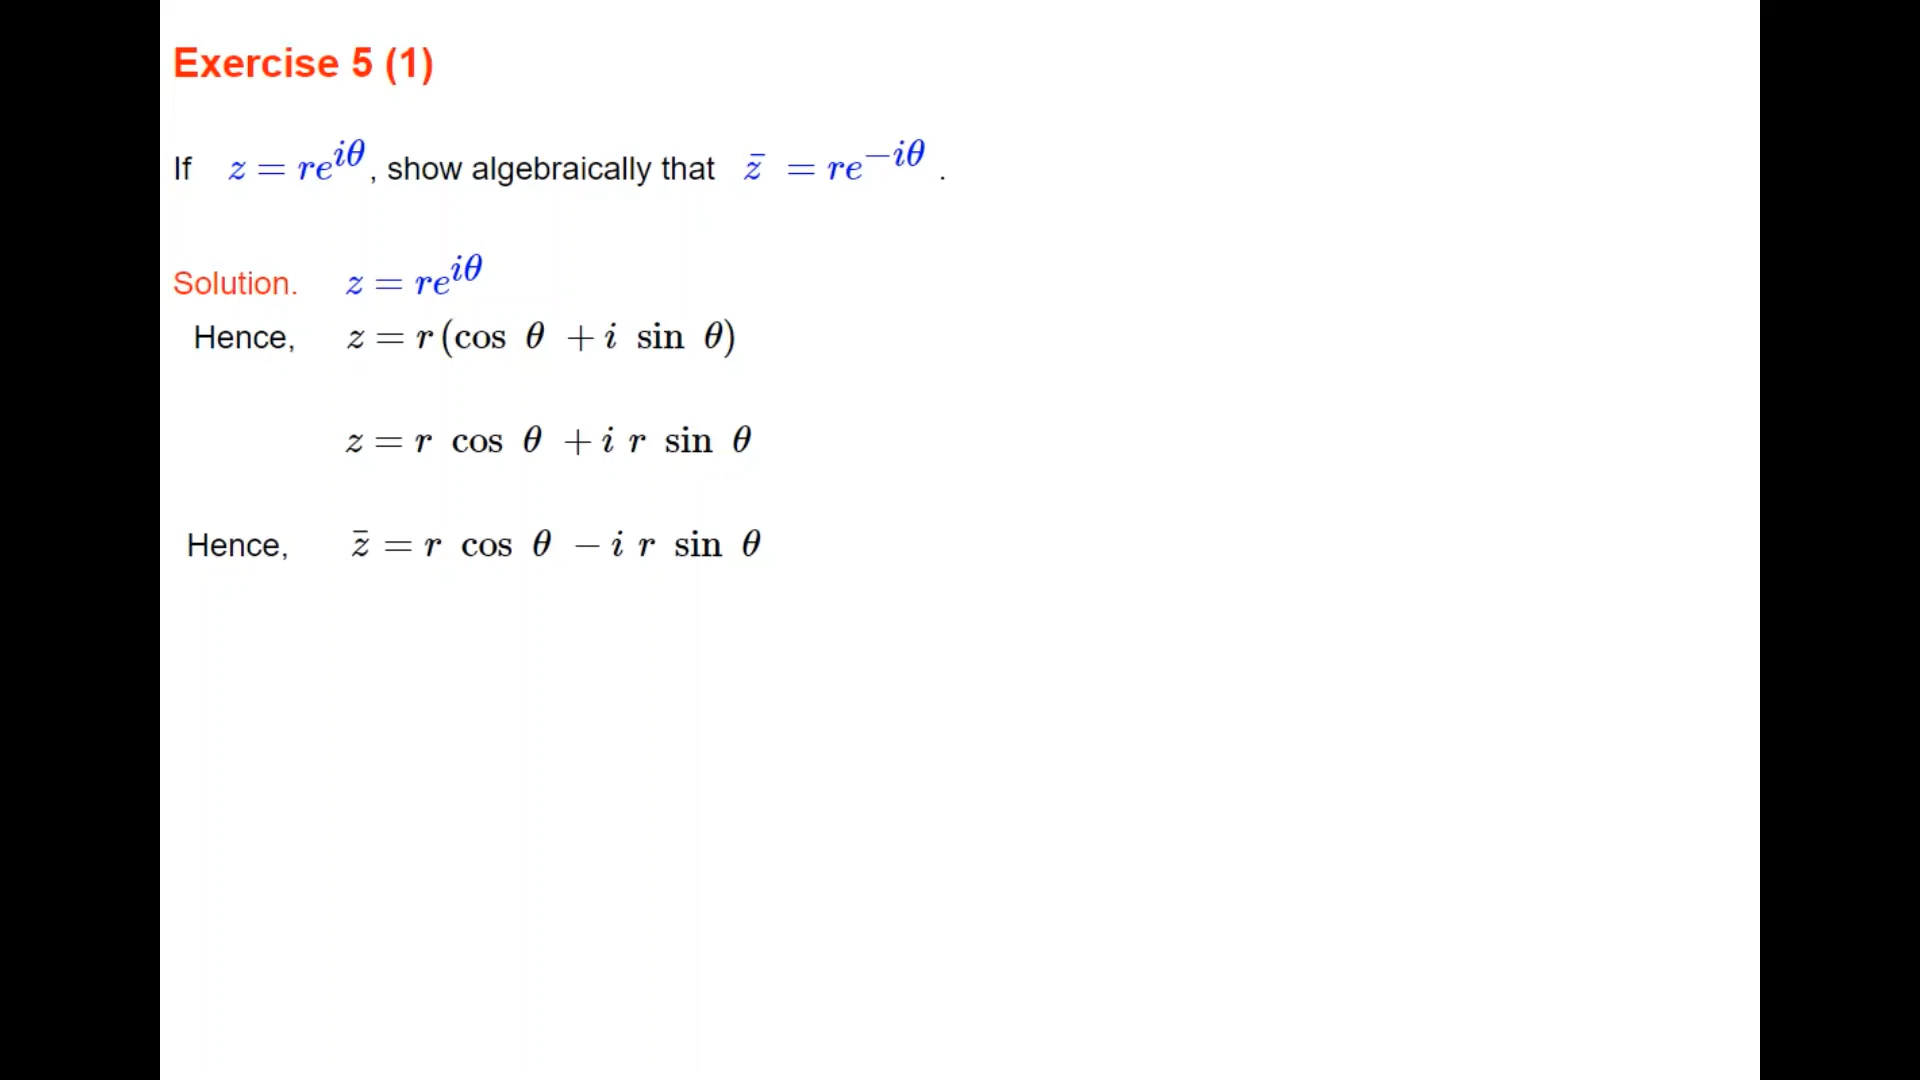 Exercise 5 (1)
If z = re^{iθ}, show algebraically that z̄ = re^{−iθ}.
Solution. z = re^{iθ}
Hence, z = r(cos θ + i sin θ)
z = r cos θ + i r sin θ
Hence, z̄ = r cos θ − i r sin θ